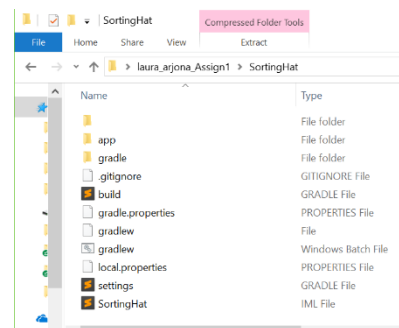 SortingHat
Compressed Folder Tools
File
Home
Share
View
Extract
laura_arjona_Assign1 > SortingHat
Name
Type
File folder
app
File folder
gradle
File folder
.gitignore
GITIGNORE File
build
GRADLE File
gradle.properties
PROPERTIES File
gradlew
File
gradlew
Windows Batch File
local.properties
PROPERTIES File
settings
GRADLE File
SortingHat
IML File